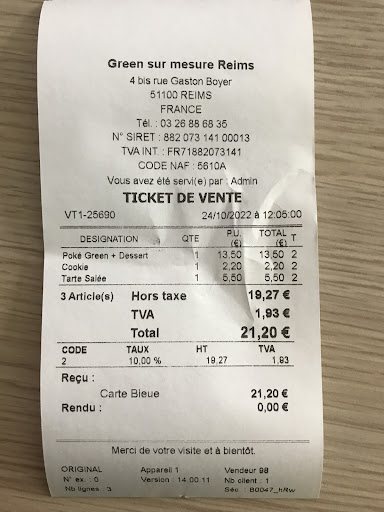 Green sur mesure Reims
4 bis rue Gaston Boyer
51100 REIMS
FRANCE
Tél. : 03 26 88 68 35
N° SIRET : 882 073 141 00013
TVA INT. : FR71882073141
CODE NAF : 5610A
Vous avez été servi(e) par : Admin
TICKET DE VENTE
VT1-25690 24/10/2022 à 12:05:00
DESIGNATION QTE P.U. (€) TOTAL (€) T
Poké Green + Dessert 1 13,50 13,50 2
Cookie 1 2,20 2,20 2
Tarte Salée 1 5,50 5,50 2
3 Article(s) Hors taxe 19,27 €
TVA 1,93 €
Total 21,20 €
CODE TAUX HT TVA
2 10,00 % 19,27 1,93
Reçu :
Carte Bleue 21,20 €
Rendu : 0,00 €
Merci de votre visite et à bientôt.
ORIGINAL Appareil 1 Vendeur 98
N° ex. : 0 Version : 14.00.11 Nb client : 1
Nb lignes : 3 Séc. : B0047_hRw